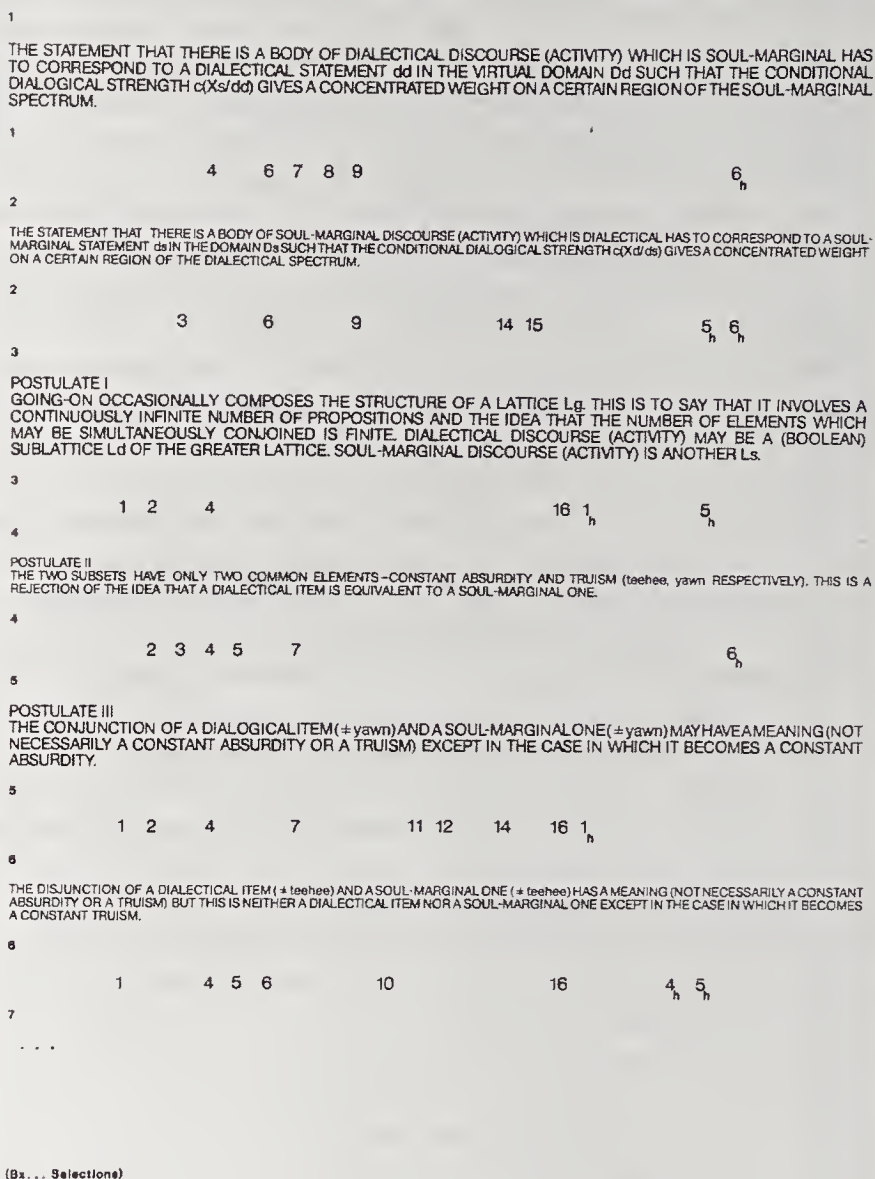 1
THE STATEMENT THAT THERE IS A BODY OF DIALECTICAL DISCOURSE (ACTIVITY) WHICH IS SOUL-MARGINAL HAS
TO CORRESPOND TO A DIALECTICAL STATEMENT dd IN THE VIRTUAL DOMAIN Dd SUCH THAT THE CONDITIONAL
DIALOGICAL STRENGTH c(Xs/dd) GIVES A CONCENTRATED WEIGHT ON A CERTAIN REGION OF THE SOUL-MARGINAL
SPECTRUM.
1
4 6 7 8 9 6h
2
THE STATEMENT THAT THERE IS A BODY OF SOUL-MARGINAL DISCOURSE (ACTIVITY) WHICH IS DIALECTICAL HAS TO CORRESPOND TO A SOUL-
MARGINAL STATEMENT ds IN THE DOMAIN Ds SUCH THAT THE CONDITIONAL DIALOGICAL STRENGTH c(Xd/ds) GIVES A CONCENTRATED WEIGHT
ON A CERTAIN REGION OF THE DIALECTICAL SPECTRUM.
2
3 6 9 14 15 5h 6h
3
POSTULATE I
GOING-ON OCCASIONALLY COMPOSES THE STRUCTURE OF A LATTICE Lg. THIS IS TO SAY THAT IT INVOLVES A
CONTINUOUSLY INFINITE NUMBER OF PROPOSITIONS AND THE IDEA THAT THE NUMBER OF ELEMENTS WHICH
MAY BE SIMULTANEOUSLY CONJOINED IS FINITE. DIALECTICAL DISCOURSE (ACTIVITY) MAY BE A (BOOLEAN)
SUBLATTICE Ld OF THE GREATER LATTICE. SOUL-MARGINAL DISCOURSE (ACTIVITY) IS ANOTHER Ls.
3
1 2 4 16 1h 5h
4
POSTULATE II
THE TWO SUBSETS HAVE ONLY TWO COMMON ELEMENTS–CONSTANT ABSURDITY AND TRUISM (teehee, yawn RESPECTIVELY). THIS IS A
REJECTION OF THE IDEA THAT A DIALECTICAL ITEM IS EQUIVALENT TO A SOUL-MARGINAL ONE.
4
2 3 4 5 7 6h
5
POSTULATE III
THE CONJUNCTION OF A DIALOGICAL ITEM (≠yawn) AND A SOUL-MARGINAL ONE (≠yawn) MAY HAVE A MEANING (NOT
NECESSARILY A CONSTANT ABSURDITY OR A TRUISM) EXCEPT IN THE CASE IN WHICH IT BECOMES A CONSTANT
ABSURDITY.
5
1 2 4 7 11 12 14 16 1h
6
THE DISJUNCTION OF A DIALECTICAL ITEM (≠ teehee) AND A SOUL-MARGINAL ONE (≠ teehee) HAS A MEANING (NOT NECESSARILY A CONSTANT
ABSURDITY OR A TRUISM) BUT THIS IS NEITHER A DIALECTICAL ITEM NOR A SOUL-MARGINAL ONE EXCEPT IN THE CASE IN WHICH IT BECOMES
A CONSTANT TRUISM.
6
1 4 5 6 10 16 4h 5h
7
. . .
(Bx... Selections)